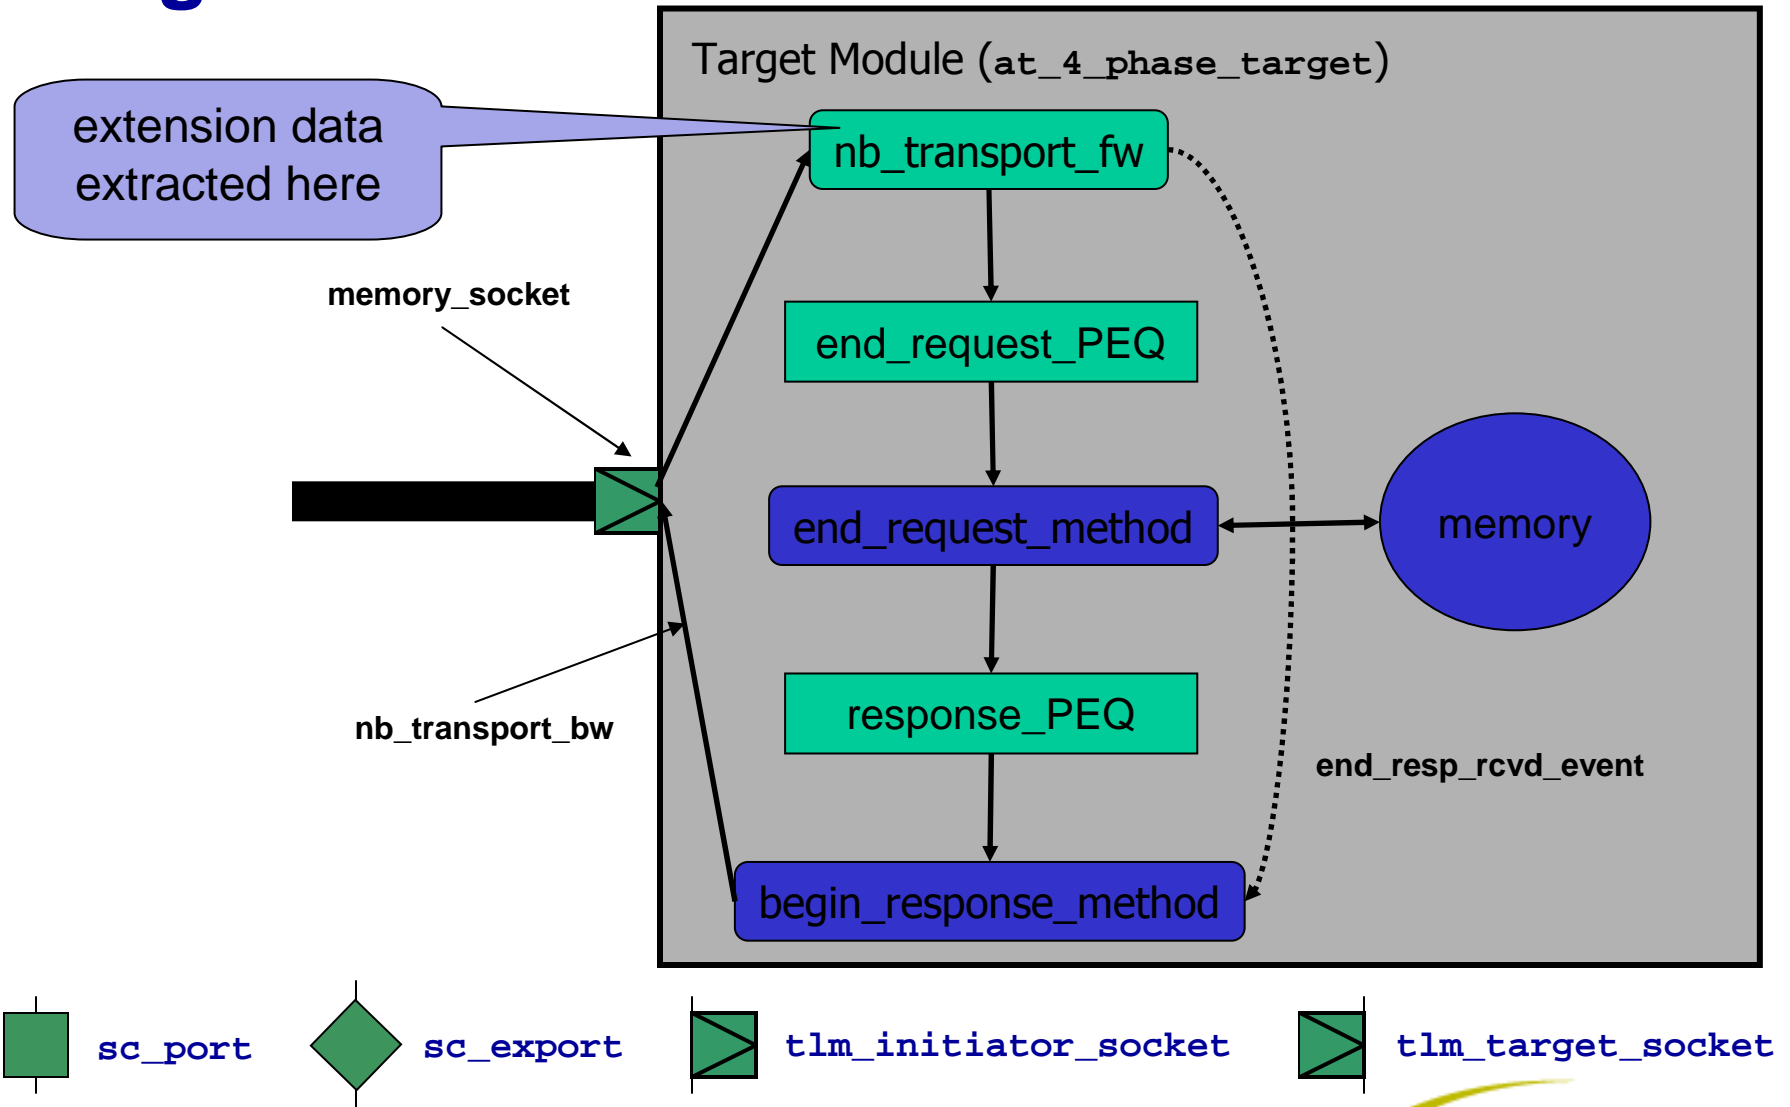 Target Module (at_4_phase_target)
extension data
extracted here
nb_transport_fw
memory_socket
end_request_PEQ
end_request_method
memory
response_PEQ
nb_transport_bw
end_resp_rcvd_event
begin_response_method
sc_port
sc_export
tlm_initiator_socket
tlm_target_socket